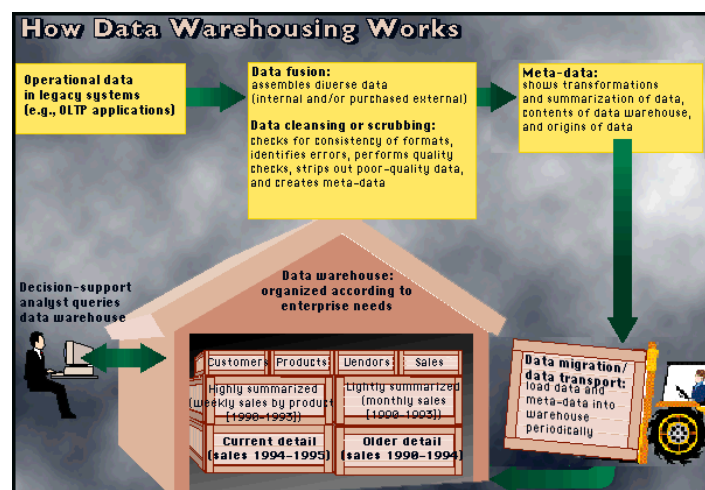 How Data Warehousing Works
Operational data
in legacy systems
(e.g., OLTP applications)
Data fusion:
assembles diverse data
(internal and/or purchased external)
Data cleansing or scrubbing:
checks for consistency of formats,
identifies errors, performs quality
checks, strips out poor-quality data,
and creates meta-data
Meta-data:
shows transformations
and summarization of data,
contents of data warehouse,
and origins of data
Decision-support
analyst queries
data warehouse
Data warehouse:
organized according to
enterprise needs
Customers Products Vendors Sales
Highly summarized
(weekly sales by product
[1990-1993])
Lightly summarized
(monthly sales
[1990-1993])
Current detail
(sales 1994-1995)
Older detail
(sales 1990-1994)
Data migration/
data transport:
load data and
meta-data into
warehouse
periodically